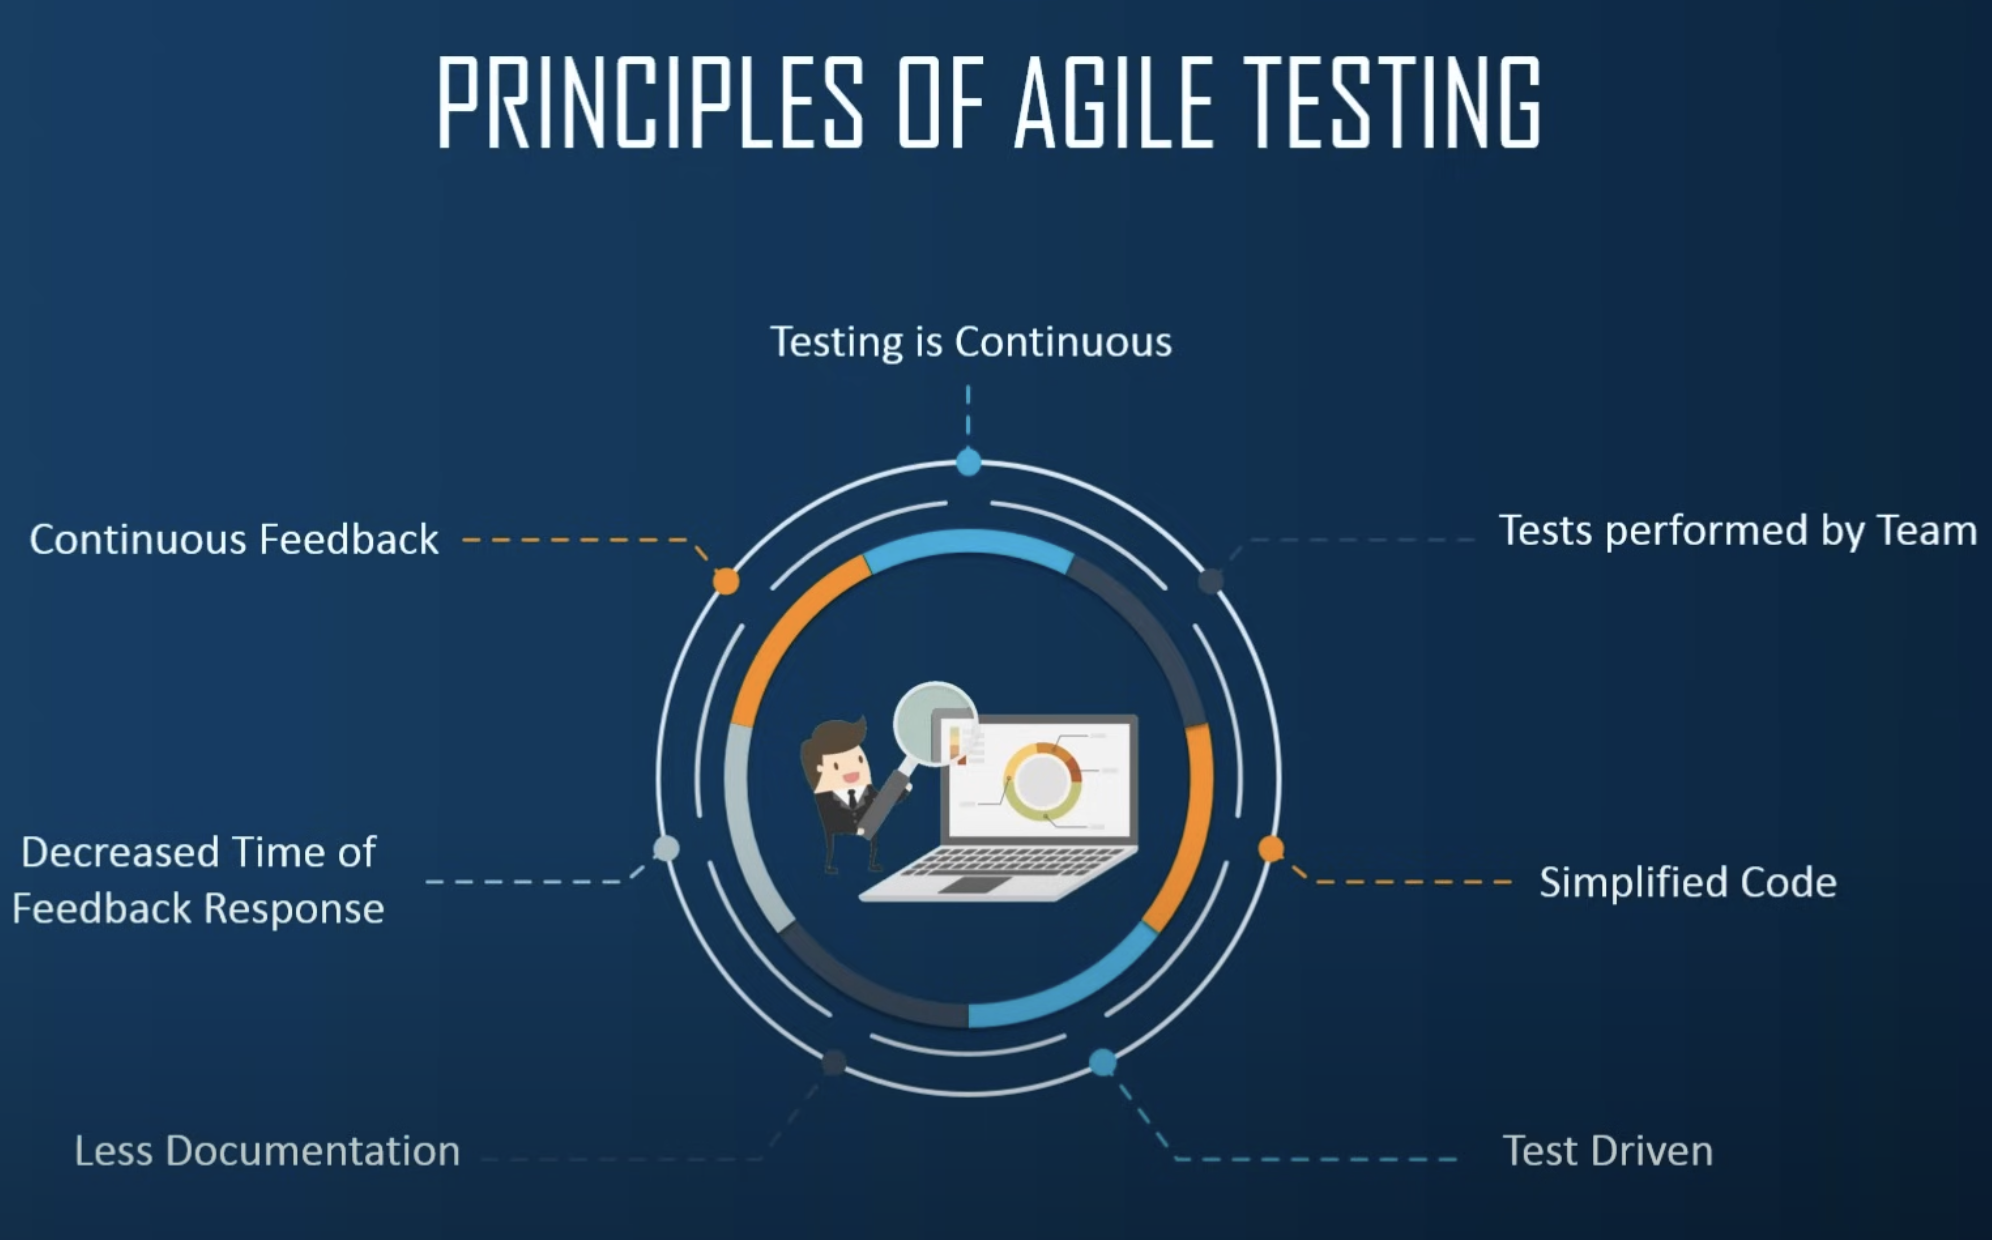 PRINCIPLES OF AGILE TESTING
Testing is Continuous
Continuous Feedback
Tests performed by Team
Decreased Time of
Feedback Response
Simplified Code
Less Documentation
Test Driven